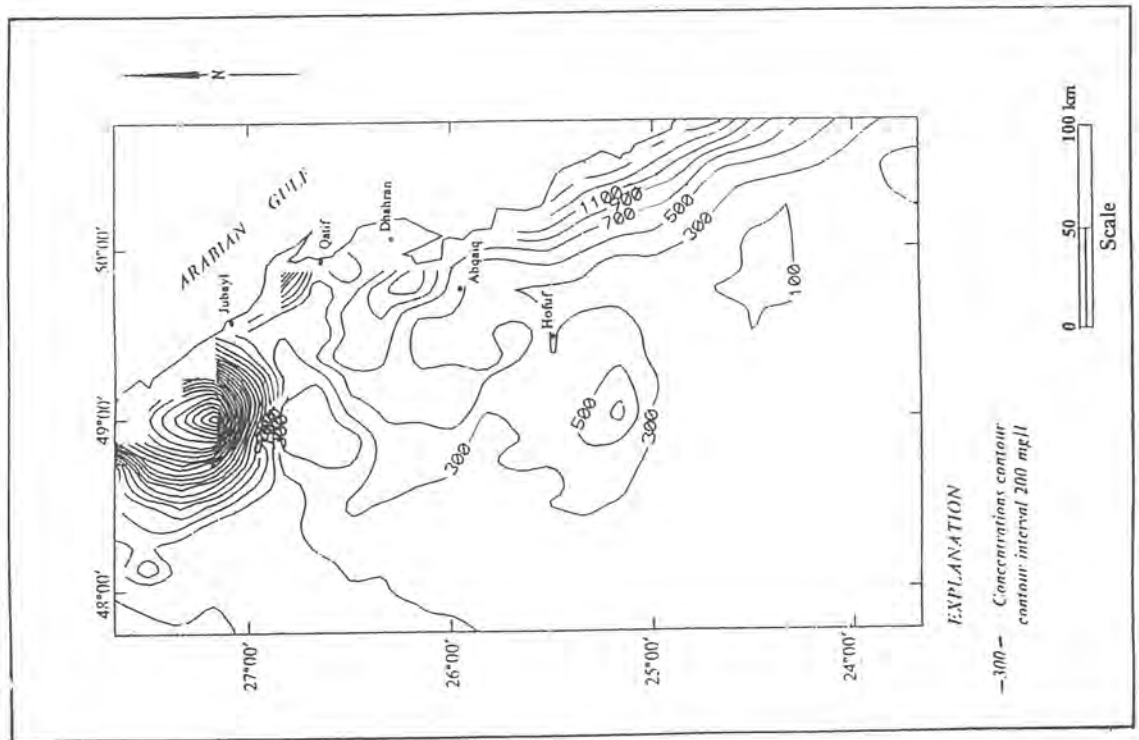 N
ARABIAN GULF
48°00′
49°00′
50°00′
27°00′
26°00′
25°00′
24°00′
Jubayl
Qatif
Dhahran
Abqaiq
Hofuf
300
500
300
1100
700
500
300
100
EXPLANATION
—300— Concentrations contour
contour interval 200 mg/l
0 50 100 km
Scale